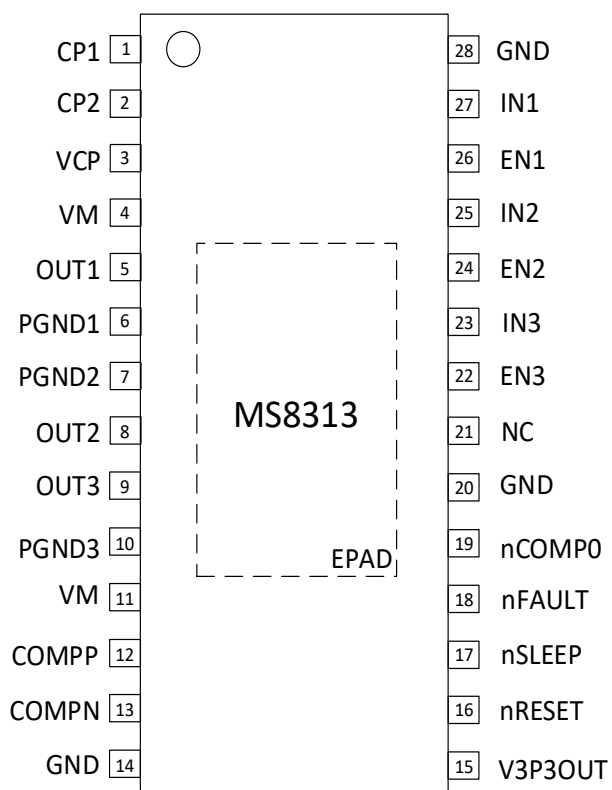 CP1 1 28 GND
CP2 2 27 IN1
VCP 3 26 EN1
VM 4 25 IN2
OUT1 5 24 EN2
PGND1 6 23 IN3
PGND2 7 22 EN3
MS8313
OUT2 8 21 NC
OUT3 9 20 GND
PGND3 10 19 nCOMP0
EPAD
VM 11 18 nFAULT
COMPP 12 17 nSLEEP
COMPN 13 16 nRESET
GND 14 15 V3P3OUT